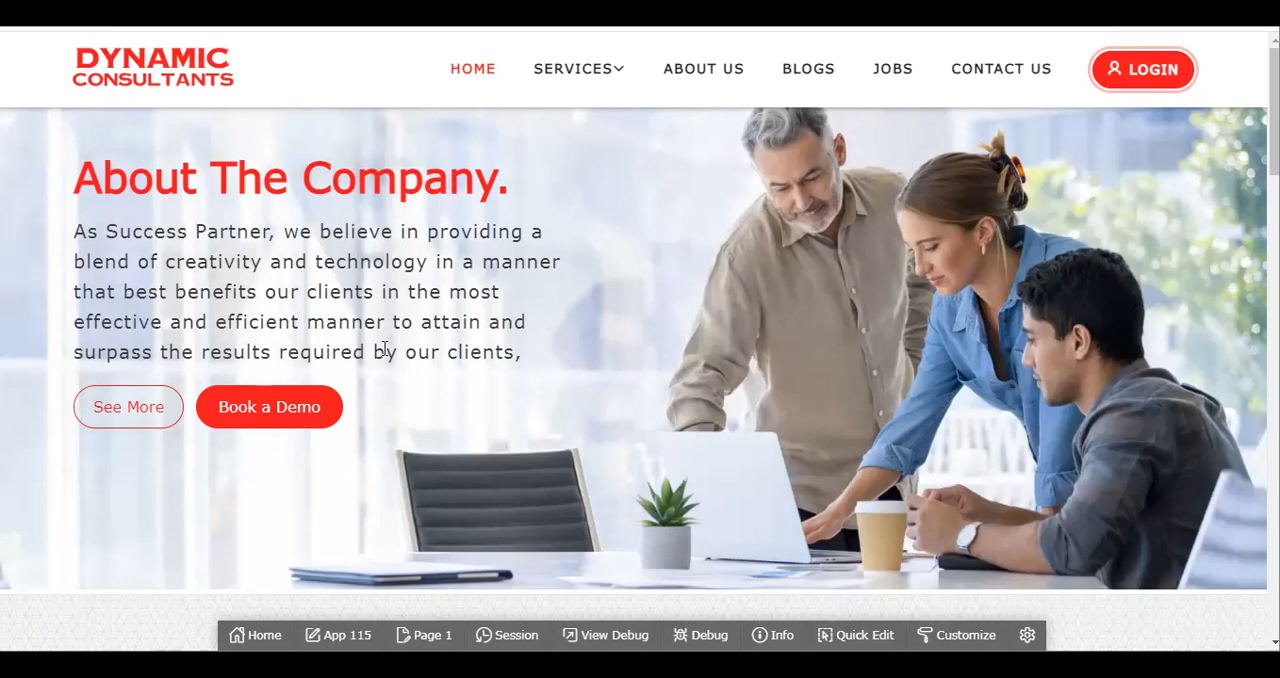 DYNAMIC
CONSULTANTS
HOME SERVICES ABOUT US BLOGS JOBS CONTACT US LOGIN
About The Company.
As Success Partner, we believe in providing a
blend of creativity and technology in a manner
that best benefits our clients in the most
effective and efficient manner to attain and
surpass the results required by our clients,
See More Book a Demo
Home App 115 Page 1 Session View Debug Debug Info Quick Edit Customize